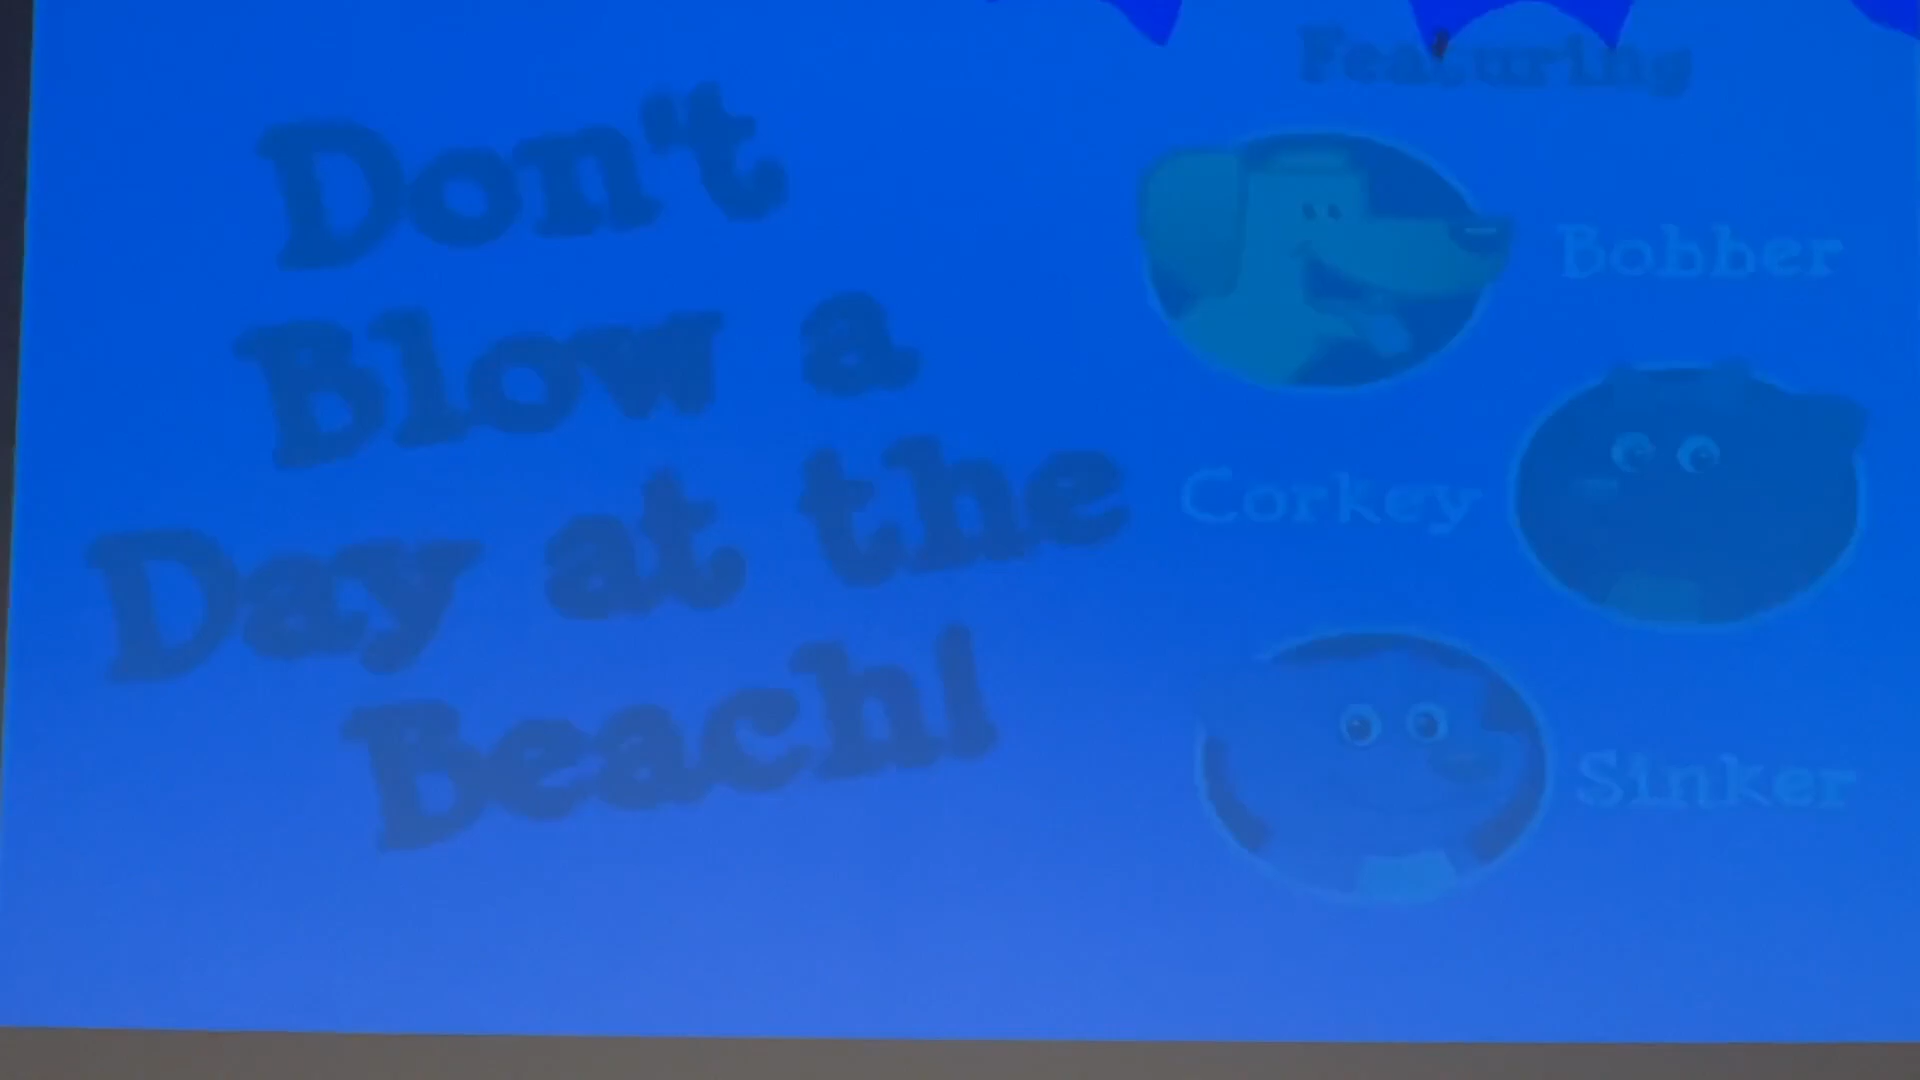 Don't
Blow a
Day at the
Beach!
Featuring
Bobber
Corkey
Sinker